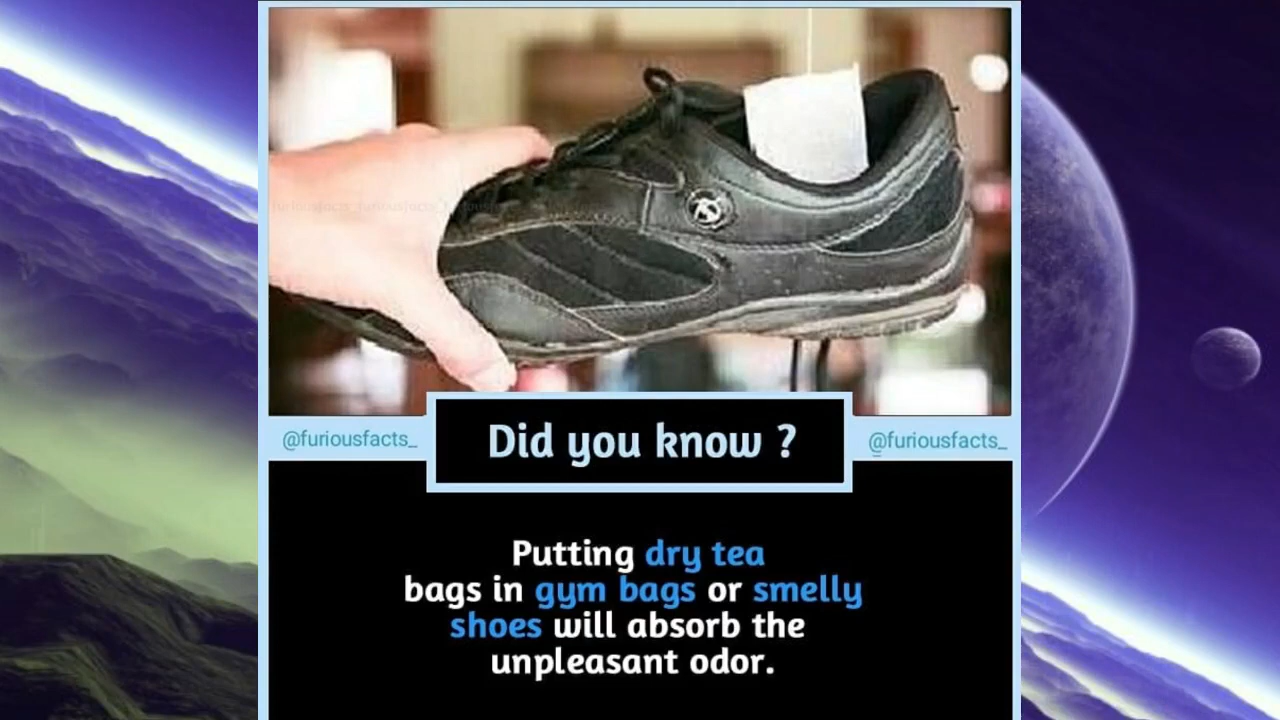 furiousfacts_furiousfacts_
@furiousfacts_
Did you know ?
@furiousfacts_
Putting dry tea
bags in gym bags or smelly
shoes will absorb the
unpleasant odor.